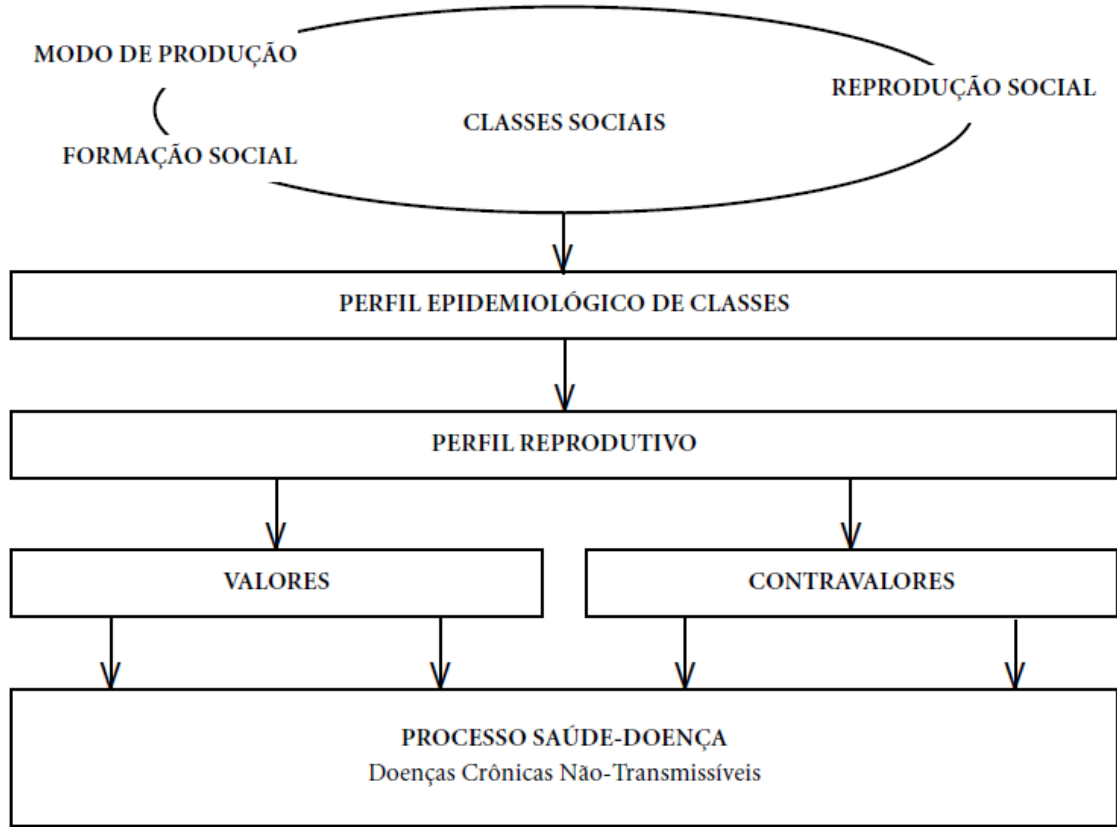 MODO DE PRODUÇÃO
REPRODUÇÃO SOCIAL
CLASSES SOCIAIS
FORMAÇÃO SOCIAL
PERFIL EPIDEMIOLÓGICO DE CLASSES
PERFIL REPRODUTIVO
VALORES
CONTRAVALORES
PROCESSO SAÚDE-DOENÇA
Doenças Crônicas Não-Transmissíveis